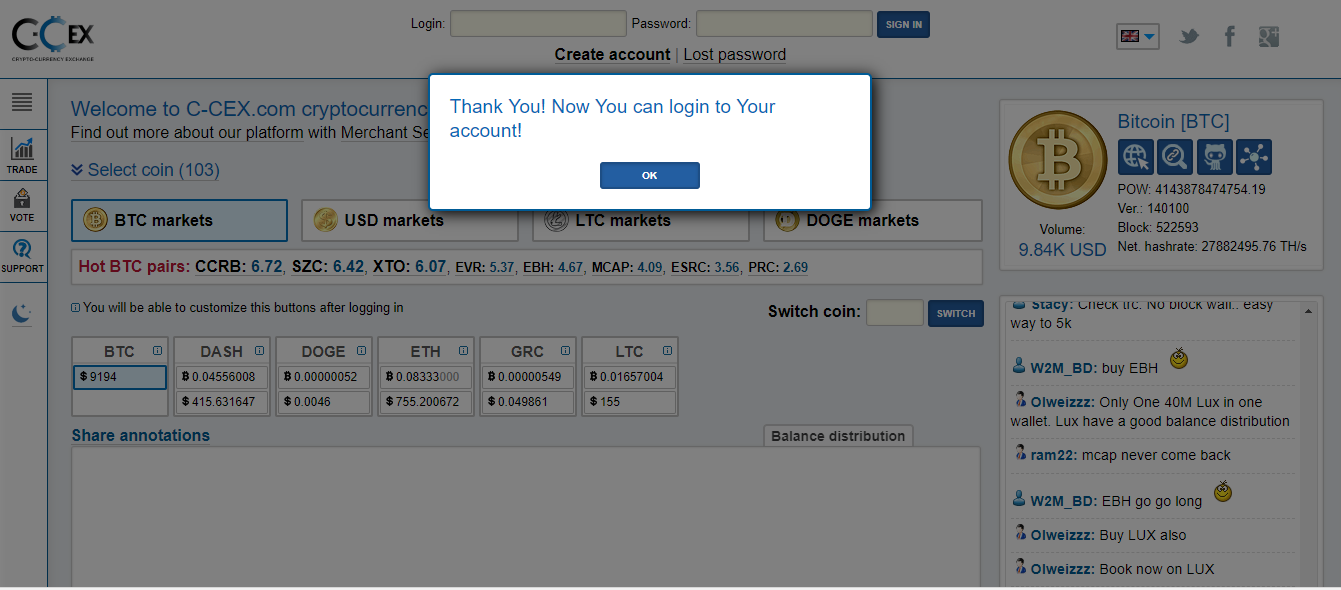 C-CEX
CRYPTO-CURRENCY EXCHANGE
Login: Password: SIGN IN
Create account | Lost password
Thank You! Now You can login to Your
account!
OK
TRADE
VOTE
SUPPORT
Welcome to C-CEX.com cryptocurrenc
Find out more about our platform with Merchant Se
Select coin (103)
BTC markets
USD markets
LTC markets
DOGE markets
Hot BTC pairs: CCRB: 6.72, SZC: 6.42, XTO: 6.07, EVR: 5.37, EBH: 4.67, MCAP: 4.09, ESRC: 3.56, PRC: 2.69
You will be able to customize this buttons after logging in
Switch coin: SWITCH
BTC
$ 9194
DASH
Ƀ 0.04556008
$ 415.631647
DOGE
Ƀ 0.00000052
$ 0.0046
ETH
Ƀ 0.08333000
$ 755.200672
GRC
Ƀ 0.00000549
$ 0.049861
LTC
Ƀ 0.01657004
$ 155
Share annotations
Balance distribution
Bitcoin [BTC]
POW: 4143878474754.19
Ver.: 140100
Block: 522593
Net. hashrate: 27882495.76 TH/s
Volume:
9.84K USD
Stacy: Check trc. No block wall.. easy
way to 5k
W2M_BD: buy EBH
Olweizzz: Only One 40M Lux in one
wallet. Lux have a good balance distribution
ram22: mcap never come back
W2M_BD: EBH go go long
Olweizzz: Buy LUX also
Olweizzz: Book now on LUX